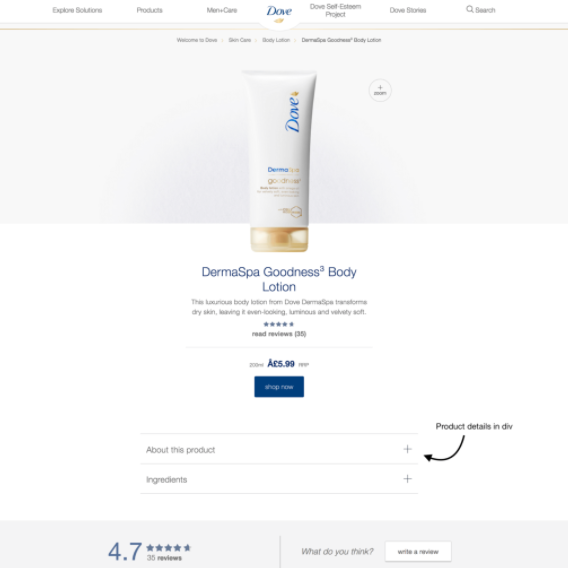 Explore Solutions
Products
Men+Care
Dove
Dove Self-Esteem
Project
Dove Stories
Search
Welcome to Dove
Skin Care
Body Lotion
DermaSpa Goodness³ Body Lotion
Dove
DermaSpa
goodness³
ZOOM
DermaSpa Goodness³ Body
Lotion
This luxurious body lotion from Dove DermaSpa transforms
dry skin, leaving it even-looking, luminous and velvety soft.
read reviews (35)
200ml Â£5.99 RRP
shop now
Product details in div
About this product +
Ingredients +
4.7
35 reviews
What do you think?
write a review